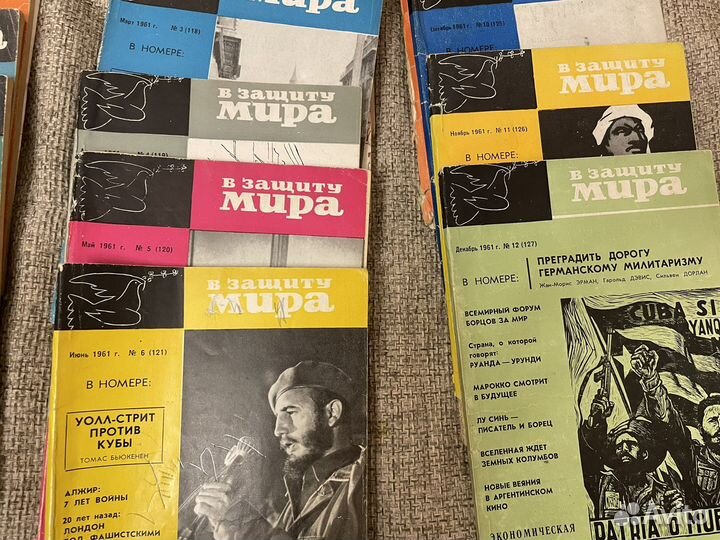 Март 1961 г. № 3 (118)
В НОМЕРЕ:
в защиту
мира
в защиту
мира
Май 1961 г. № 5 (120)
в защиту
мира
Июнь 1961 г. № 6 (121)
В НОМЕРЕ:
УОЛЛ-СТРИТ
ПРОТИВ
КУБЫ
ТОМАС БЬЮКЕНЕН
АЛЖИР:
7 ЛЕТ ВОЙНЫ
20 лет назад:
ЛОНДОН
ПОД ФАШИСТСКИМИ
Октябрь 1961 г. № 10 (125)
В НОМЕРЕ:
в защиту
мира
Ноябрь 1961 г. № 11 (126)
В НОМЕРЕ:
в защиту
мира
Декабрь 1961 г. № 12 (127)
В НОМЕРЕ:
ПРЕГРАДИТЬ ДОРОГУ
ГЕРМАНСКОМУ МИЛИТАРИЗМУ
Жан-Морис ЭРМАН, Гарольд ДЭВИС, Сильвен ДОРЛАН
ВСЕМИРНЫЙ ФОРУМ
БОРЦОВ ЗА МИР
Страна, о которой
говорят:
РУАНДА — УРУНДИ
МАРОККО СМОТРИТ
В БУДУЩЕЕ
ЛУ СИНЬ —
ПИСАТЕЛЬ И БОРЕЦ
ВСЕЛЕННАЯ ЖДЕТ
ЗЕМНЫХ КОЛУМБОВ
НОВЫЕ ВЕЯНИЯ
В АРГЕНТИНСКОМ
КИНО
ЭКОНОМИЧЕСКАЯ
CUBA SI
YANQ
PATRIA O MUE
Avito